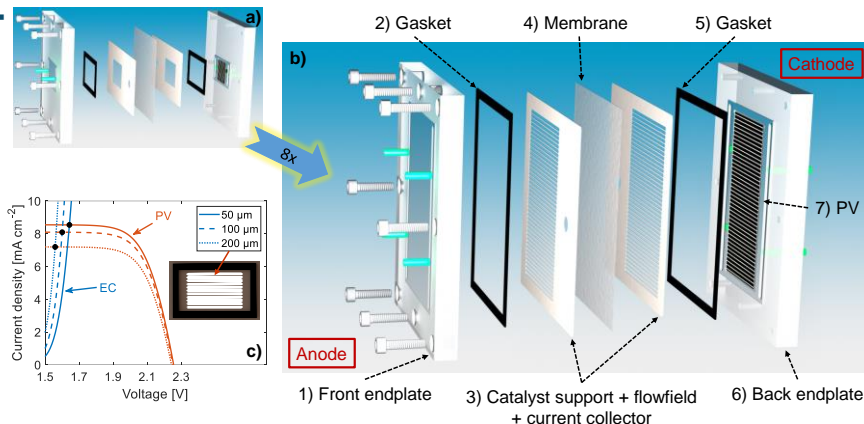 a)
2) Gasket
4) Membrane
5) Gasket
b)
Cathode
8x
7) PV
Anode
1) Front endplate
3) Catalyst support + flowfield
+ current collector
6) Back endplate
Current density [mA cm⁻²]
10
8
6
4
2
0
PV
50 µm
100 µm
200 µm
EC
c)
1.5 1.7 1.9 2.1 2.3
Voltage [V]